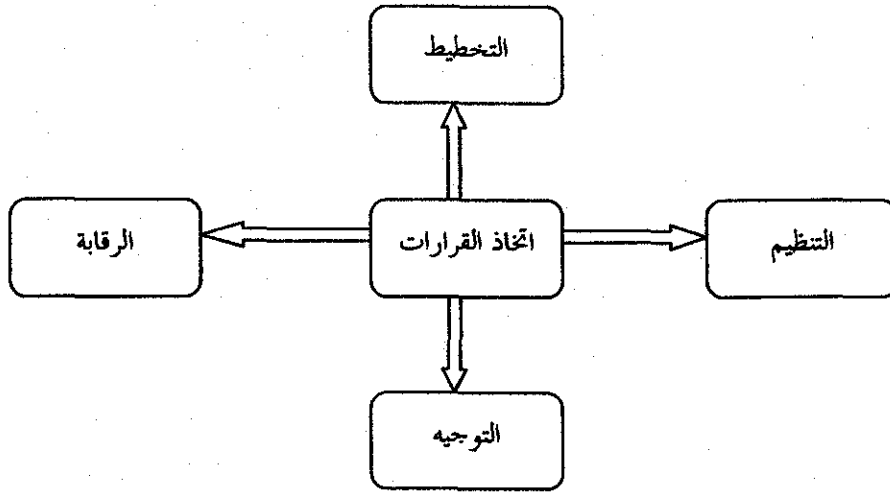 التخطيط
التنظيم
اتخاذ القرارات
الرقابة
التوجيه